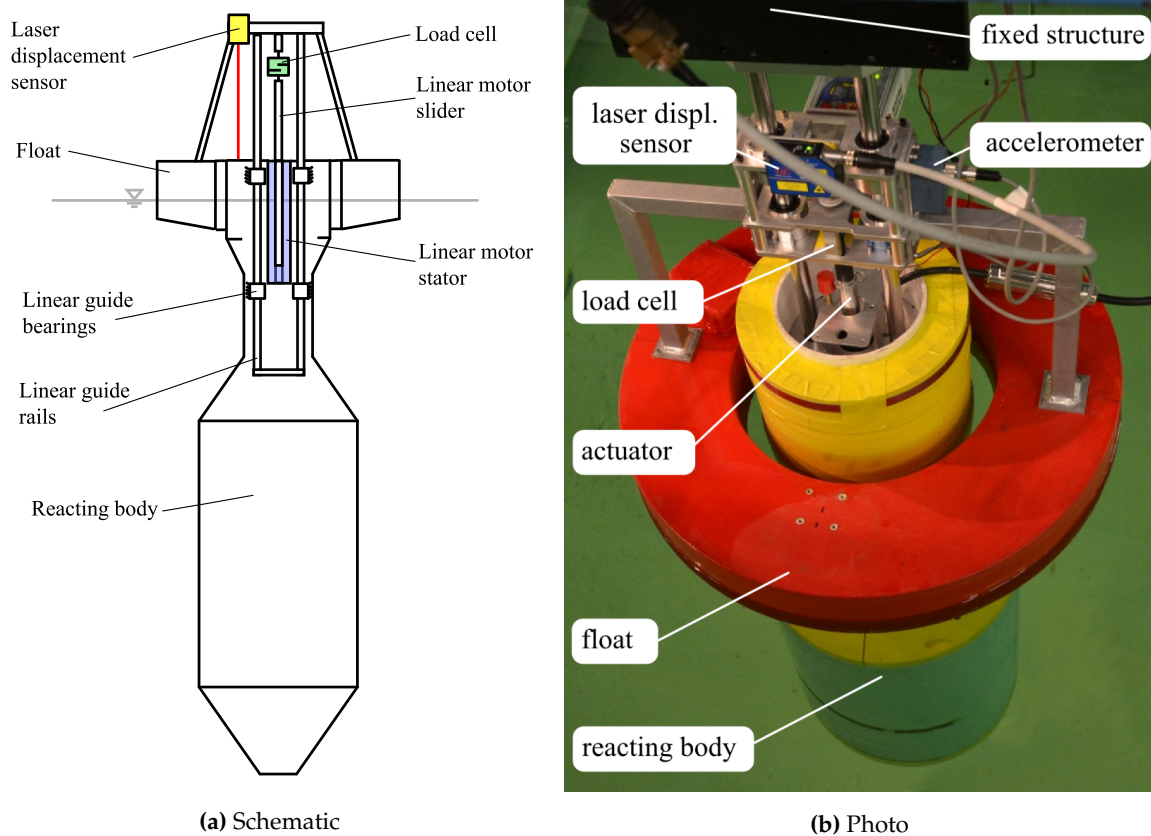 Laser
displacement
sensor
Load cell
Linear motor
slider
Float
Linear motor
stator
Linear guide
bearings
Linear guide
rails
Reacting body
(a) Schematic
fixed structure
laser displ.
sensor
accelerometer
load cell
actuator
float
reacting body
(b) Photo